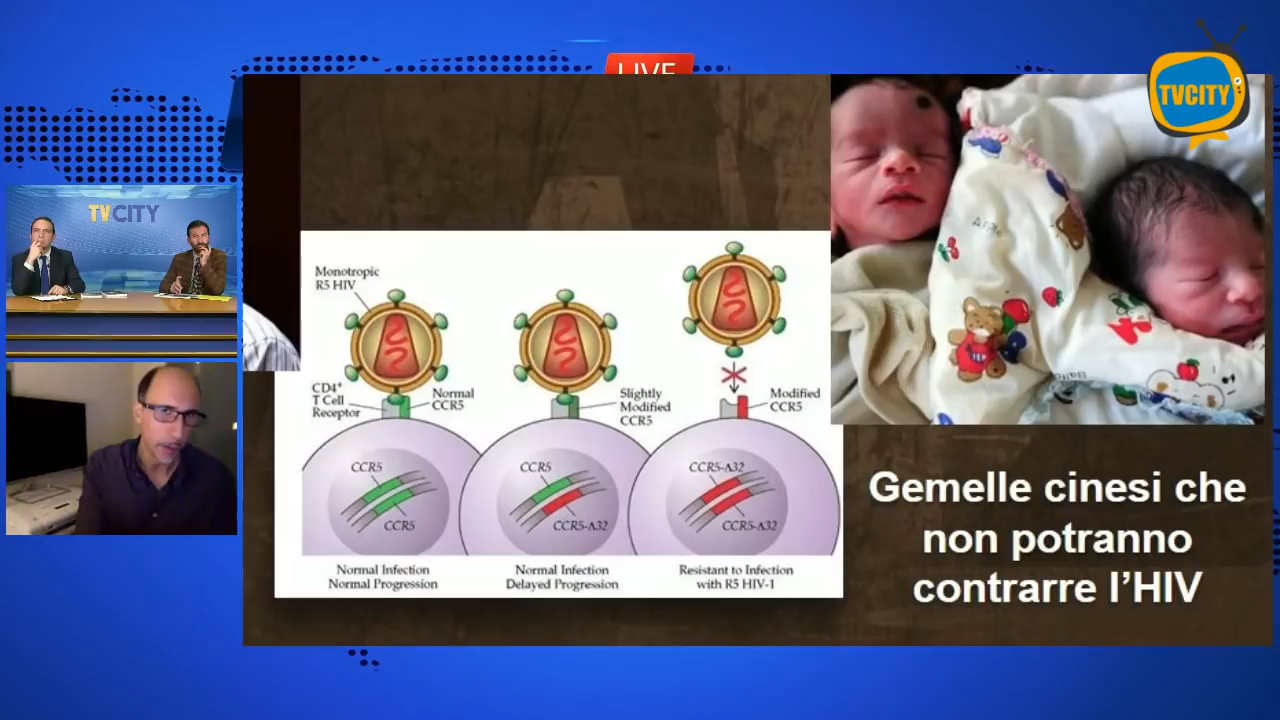 LIVE
TVCITY
TVCITY
Monotropic
R5 HIV
CD4⁺
T Cell
Receptor
Normal
CCR5
Slightly
Modified
CCR5
Modified
CCR5
CCR5
CCR5
CCR5
CCR5-Δ32
CCR5-Δ32
CCR5-Δ32
Normal Infection
Normal Progression
Normal Infection
Delayed Progression
Resistant to Infection
with R5 HIV-1
Apple
Gemelle cinesi che
non potranno
contrarre l'HIV